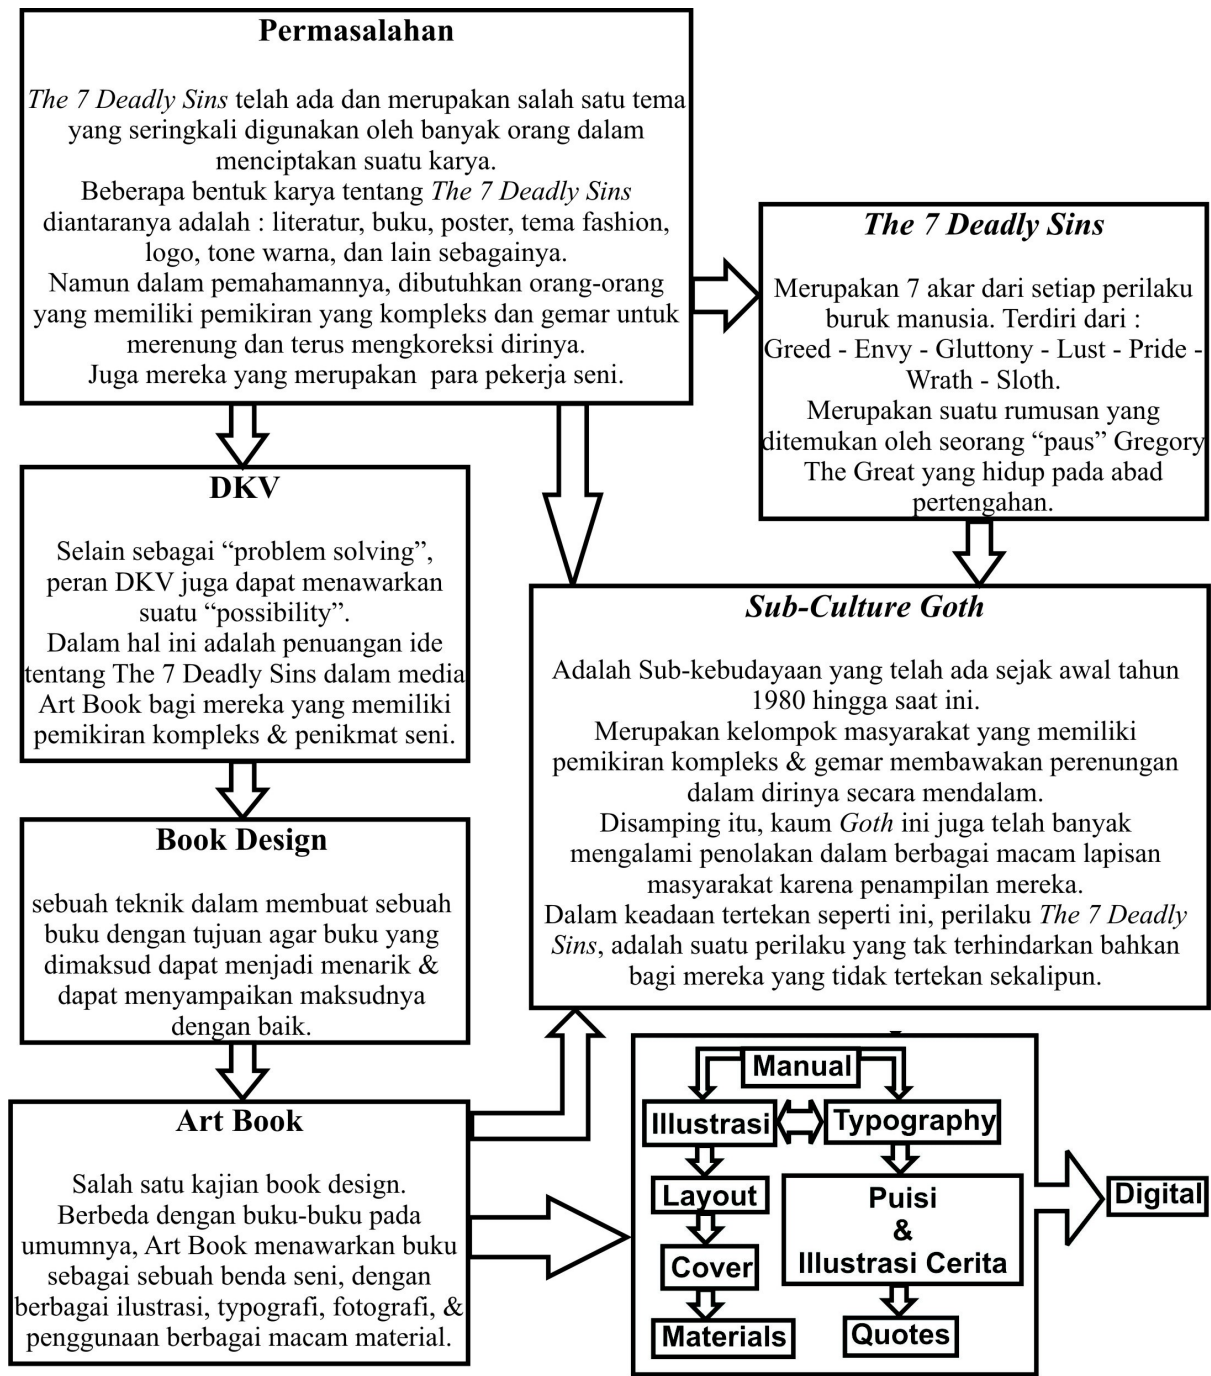 Permasalahan
The 7 Deadly Sins telah ada dan merupakan salah satu tema
yang seringkali digunakan oleh banyak orang dalam
menciptakan suatu karya.
Beberapa bentuk karya tentang The 7 Deadly Sins
diantaranya adalah : literatur, buku, poster, tema fashion,
logo, tone warna, dan lain sebagainya.
Namun dalam pemahamannya, dibutuhkan orang-orang
yang memiliki pemikiran yang kompleks dan gemar untuk
merenung dan terus mengkoreksi dirinya.
Juga mereka yang merupakan para pekerja seni.
The 7 Deadly Sins
Merupakan 7 akar dari setiap perilaku
buruk manusia. Terdiri dari :
Greed - Envy - Gluttony - Lust - Pride -
Wrath - Sloth.
Merupakan suatu rumusan yang
ditemukan oleh seorang “paus” Gregory
The Great yang hidup pada abad
pertengahan.
DKV
Selain sebagai “problem solving”,
peran DKV juga dapat menawarkan
suatu “possibility”.
Dalam hal ini adalah penuangan ide
tentang The 7 Deadly Sins dalam media
Art Book bagi mereka yang memiliki
pemikiran kompleks & penikmat seni.
Sub-Culture Goth
Adalah Sub-kebudayaan yang telah ada sejak awal tahun
1980 hingga saat ini.
Merupakan kelompok masyarakat yang memiliki
pemikiran kompleks & gemar membawakan perenungan
dalam dirinya secara mendalam.
Disamping itu, kaum Goth ini juga telah banyak
mengalami penolakan dalam berbagai macam lapisan
masyarakat karena penampilan mereka.
Dalam keadaan tertekan seperti ini, perilaku The 7 Deadly
Sins, adalah suatu perilaku yang tak terhindarkan bahkan
bagi mereka yang tidak tertekan sekalipun.
Book Design
sebuah teknik dalam membuat sebuah
buku dengan tujuan agar buku yang
dimaksud dapat menjadi menarik &
dapat menyampaikan maksudnya
dengan baik.
Art Book
Salah satu kajian book design.
Berbeda dengan buku-buku pada
umumnya, Art Book menawarkan buku
sebagai sebuah benda seni, dengan
berbagai ilustrasi, typografi, fotografi, &
penggunaan berbagai macam material.
Manual
Illustrasi
Typography
Layout
Puisi
&
Illustrasi Cerita
Cover
Materials
Quotes
Digital